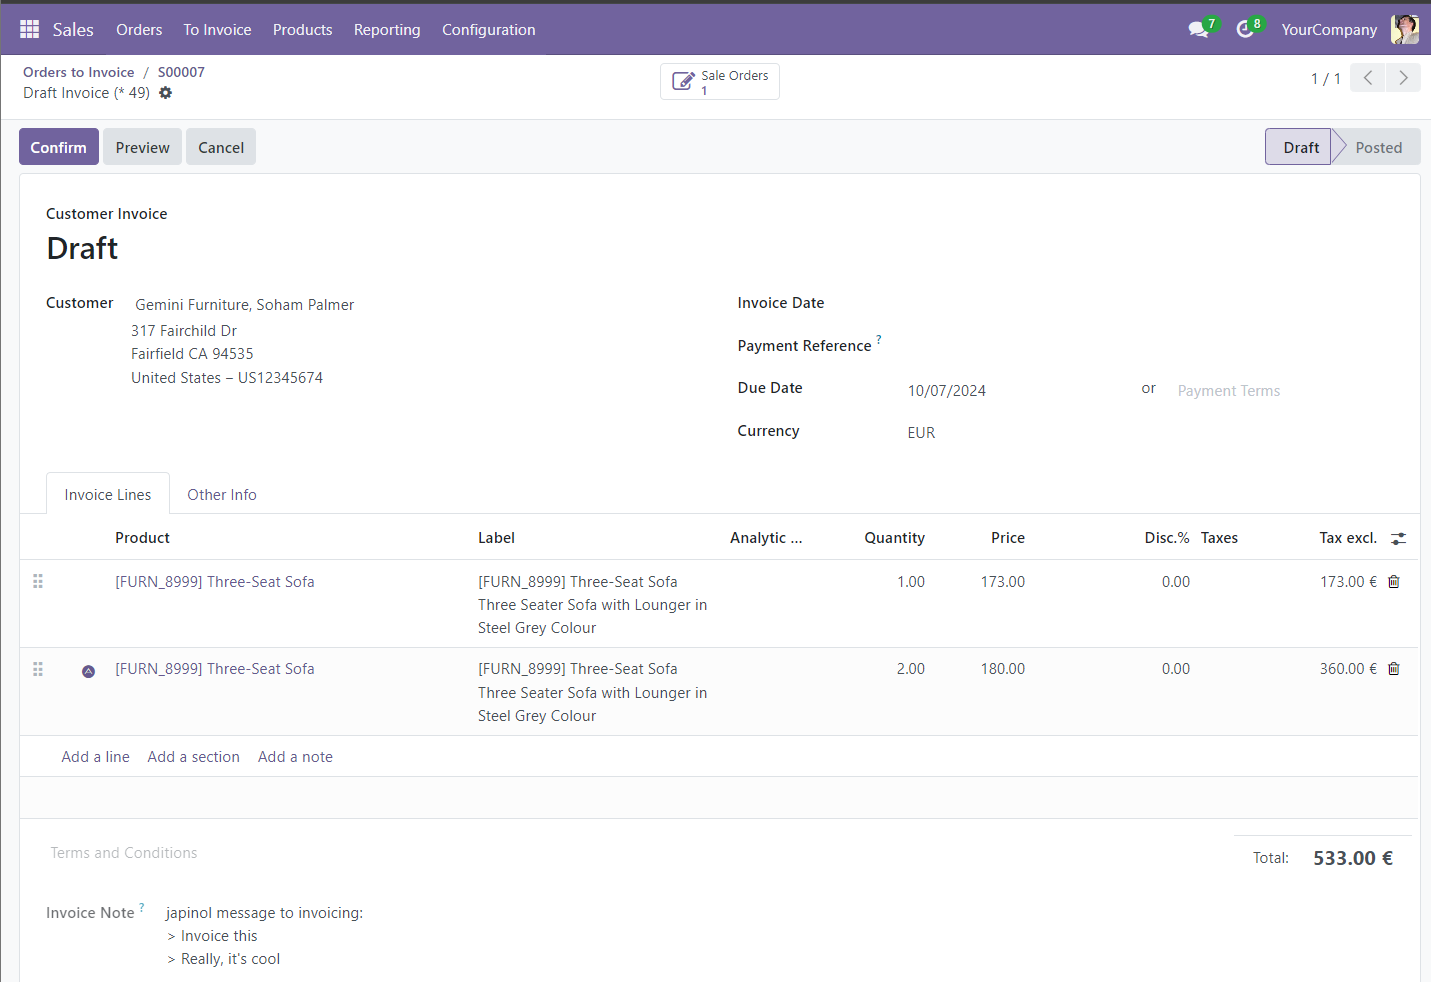 Sales Orders To Invoice Products Reporting Configuration 7 8 YourCompany
Orders to Invoice / S00007
Draft Invoice (* 49)
Sale Orders
1
1 / 1
Confirm Preview Cancel
Draft Posted
Customer Invoice
Draft
Customer Gemini Furniture, Soham Palmer
317 Fairchild Dr
Fairfield CA 94535
United States – US12345674
Invoice Date
Payment Reference ?
Due Date 10/07/2024 or Payment Terms
Currency EUR
Invoice Lines Other Info
Product Label Analytic ... Quantity Price Disc.% Taxes Tax excl.
[FURN_8999] Three-Seat Sofa [FURN_8999] Three-Seat Sofa 1.00 173.00 0.00 173.00 €
Three Seater Sofa with Lounger in
Steel Grey Colour
[FURN_8999] Three-Seat Sofa [FURN_8999] Three-Seat Sofa 2.00 180.00 0.00 360.00 €
Three Seater Sofa with Lounger in
Steel Grey Colour
Add a line Add a section Add a note
Terms and Conditions
Total: 533.00 €
Invoice Note ? japinol message to invoicing:
> Invoice this
> Really, it's cool